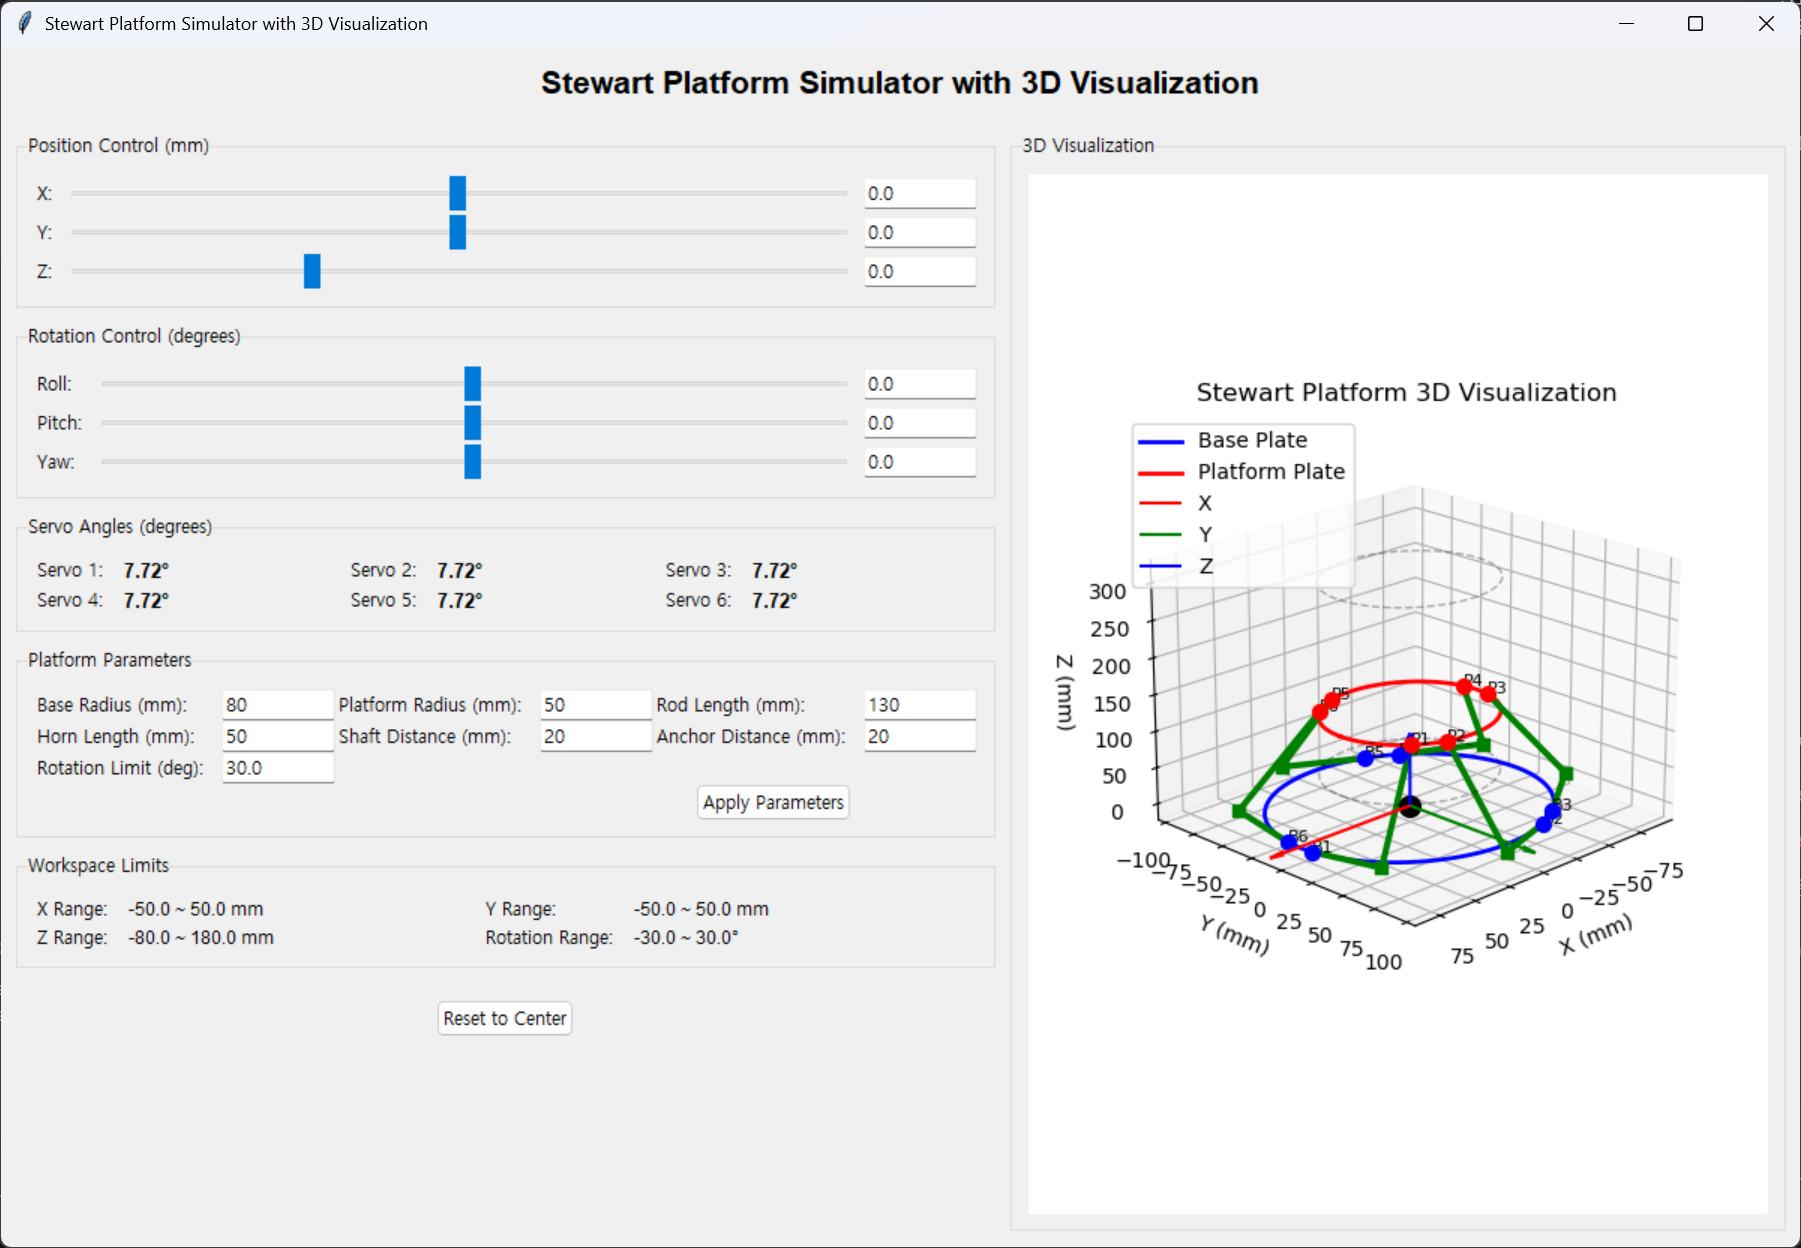 Stewart Platform Simulator with 3D Visualization
Stewart Platform Simulator with 3D Visualization
Position Control (mm)
X: 0.0
Y: 0.0
Z: 0.0
Rotation Control (degrees)
Roll: 0.0
Pitch: 0.0
Yaw: 0.0
Servo Angles (degrees)
Servo 1: 7.72° Servo 2: 7.72° Servo 3: 7.72°
Servo 4: 7.72° Servo 5: 7.72° Servo 6: 7.72°
Platform Parameters
Base Radius (mm): 80 Platform Radius (mm): 50 Rod Length (mm): 130
Horn Length (mm): 50 Shaft Distance (mm): 20 Anchor Distance (mm): 20
Rotation Limit (deg): 30.0
Apply Parameters
Workspace Limits
X Range: -50.0 ~ 50.0 mm Y Range: -50.0 ~ 50.0 mm
Z Range: -80.0 ~ 180.0 mm Rotation Range: -30.0 ~ 30.0°
Reset to Center
3D Visualization
Stewart Platform 3D Visualization
Base Plate
Platform Plate
X
Y
Z
300
250
200
150
100
50
0
Z (mm)
P4
P3
P5
P1
P2
B5
B3
B6
B1
−100
−75
−50
−25
0
25
50
75
100
Y (mm)
75
50
25
0
−25
−50
−75
X (mm)